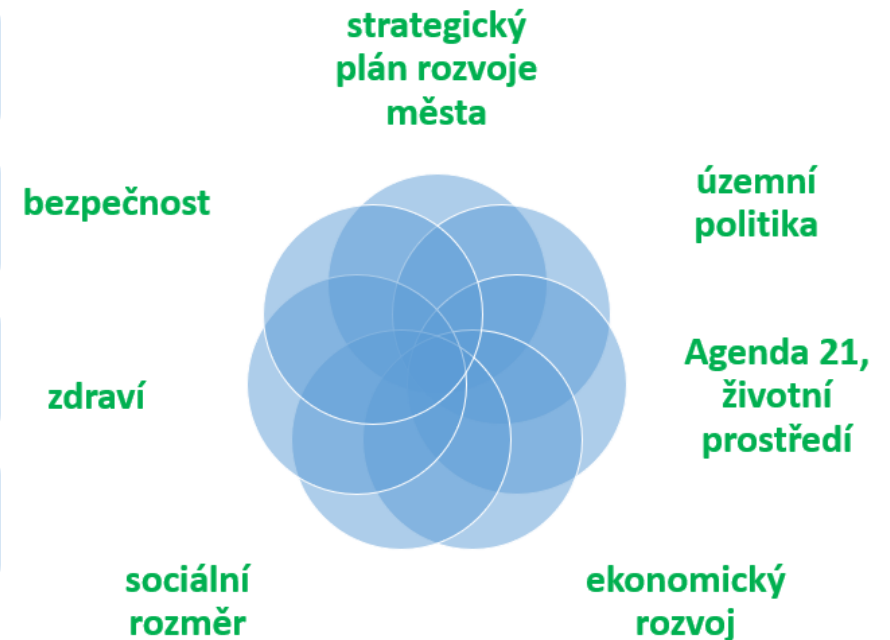 strategický
plán rozvoje
města
bezpečnost
územní
politika
Agenda 21,
životní
prostředí
zdraví
sociální
rozměr
ekonomický
rozvoj